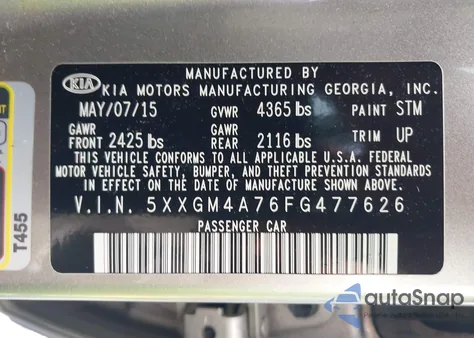 MANUFACTURED BY
KIA KIA MOTORS MANUFACTURING GEORGIA, INC.
MAY/07/15 GVWR 4365 lbs PAINT STM
GAWR FRONT 2425 lbs GAWR REAR 2116 lbs TRIM UP
THIS VEHICLE CONFORMS TO ALL APPLICABLE U.S.A. FEDERAL
MOTOR VEHICLE SAFETY, BUMPER, AND THEFT PREVENTION STANDARDS
IN EFFECT ON THE DATE OF MANUFACTURE SHOWN ABOVE.
V.I.N. 5XXGM4A76FG477626
PASSENGER CAR
T455
autoSnap